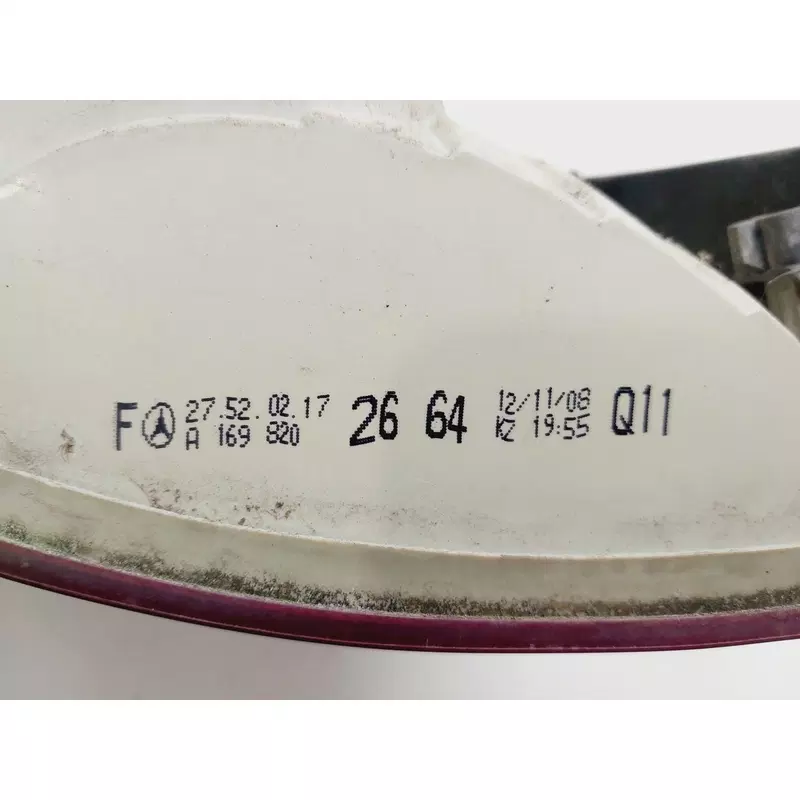 F 27.52.02.17 26 64 12/11/08 Q11
A 169 820 KZ 19:55